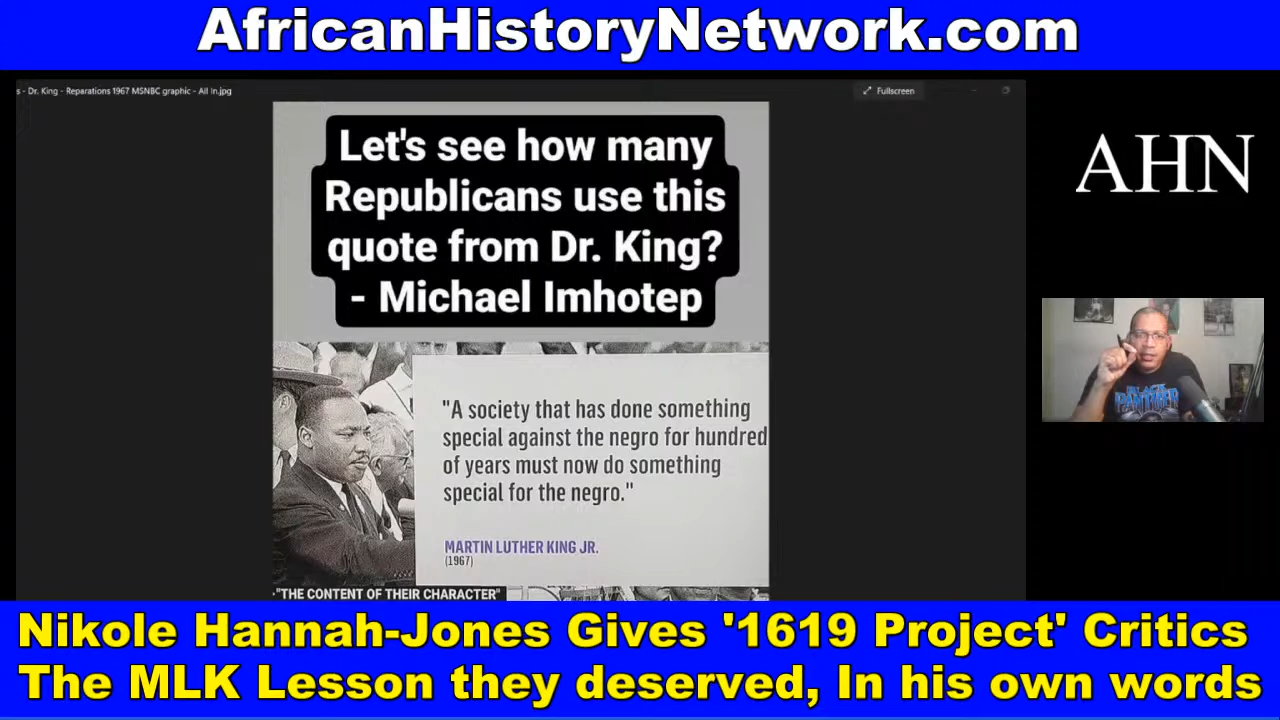 AfricanHistoryNetwork.com
s - Dr. King - Reparations 1967 MSNBC graphic - All In.jpg
Fullscreen
Let's see how many
Republicans use this
quote from Dr. King?
- Michael Imhotep
AHN
"A society that has done something
special against the negro for hundred
of years must now do something
special for the negro."
MARTIN LUTHER KING JR.
(1967)
"THE CONTENT OF THEIR CHARACTER"
BLACK
PANTHER
Nikole Hannah-Jones Gives '1619 Project' Critics
The MLK Lesson they deserved, In his own words